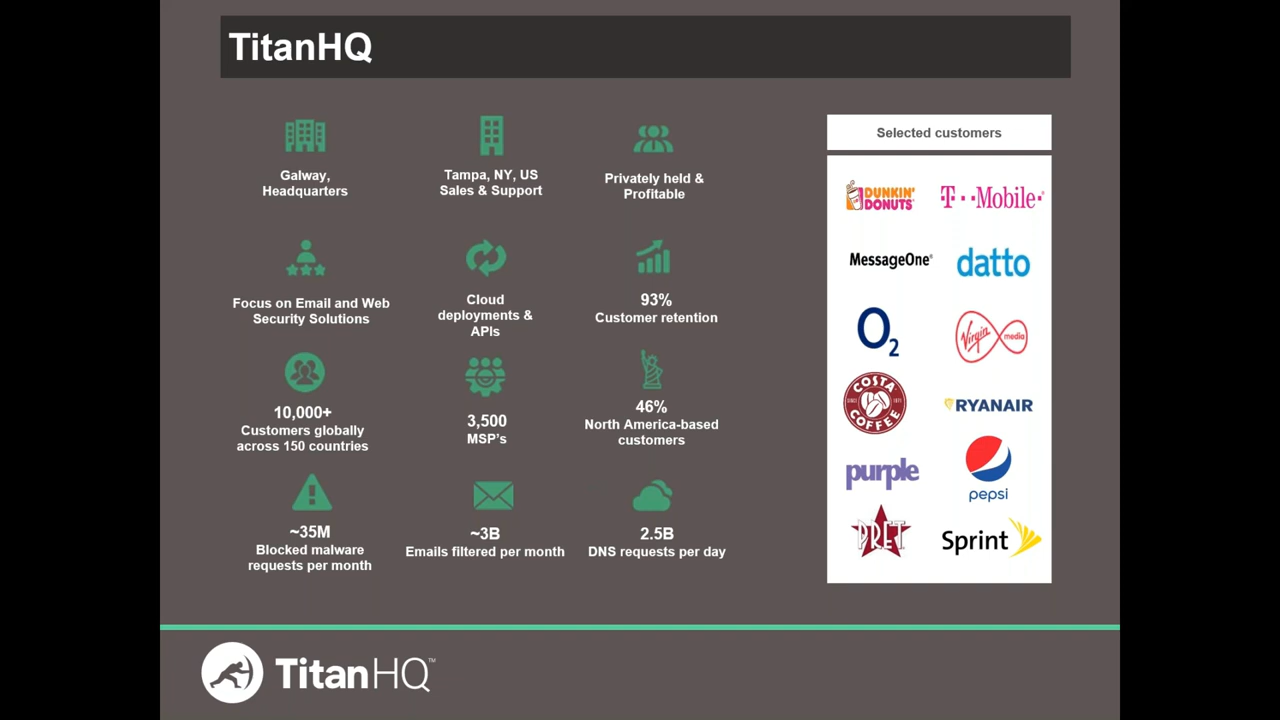 TitanHQ
Galway,
Headquarters
Tampa, NY, US
Sales & Support
Privately held &
Profitable
Focus on Email and Web
Security Solutions
Cloud
deployments &
APIs
93%
Customer retention
10,000+
Customers globally
across 150 countries
3,500
MSP's
46%
North America-based
customers
~35M
Blocked malware
requests per month
~3B
Emails filtered per month
2.5B
DNS requests per day
Selected customers
DUNKIN'
DONUTS
T··Mobile·®
MessageOne®
datto
O2
Virgin media
COSTA
SINCE 1971
COFFEE
RYANAIR
purple
pepsi
PRET
Sprint
TitanHQ™